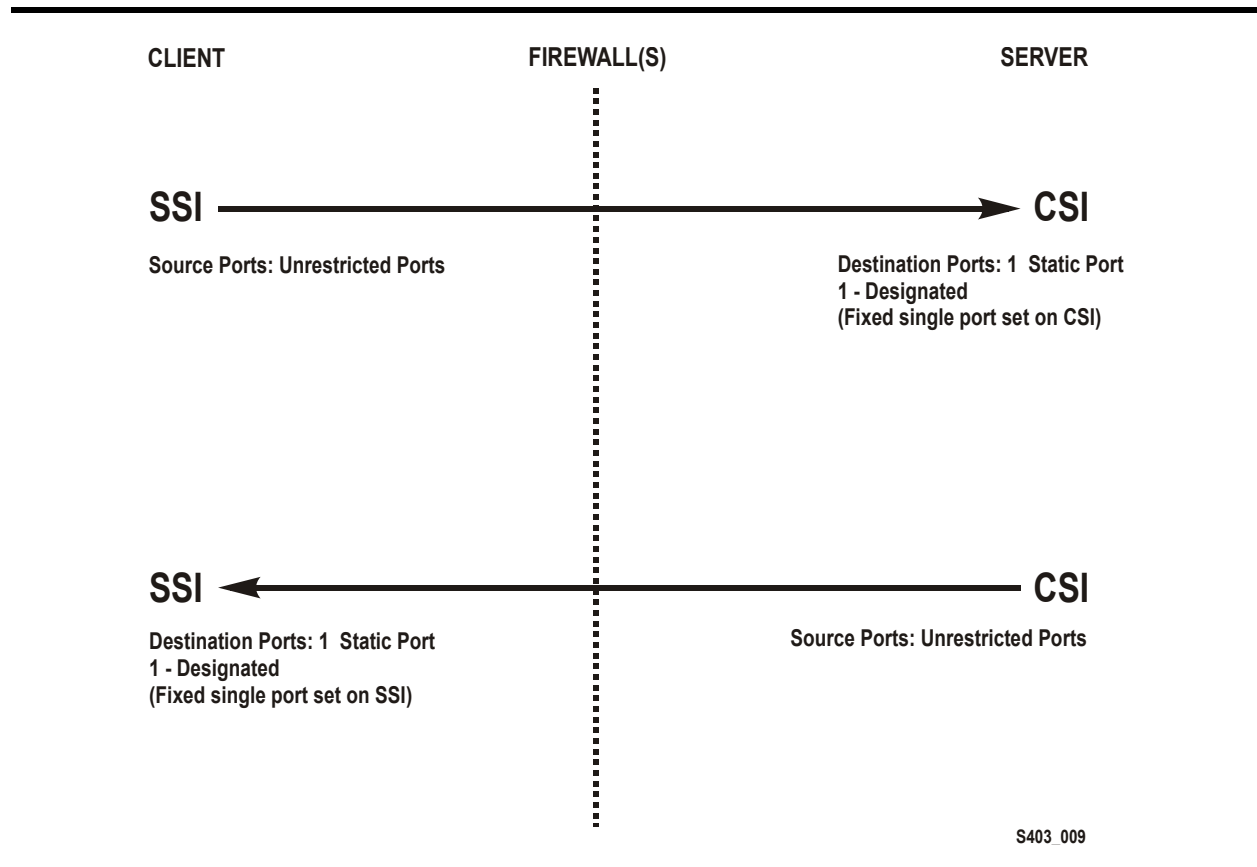 CLIENT
FIREWALL(S)
SERVER
SSI
CSI
Source Ports: Unrestricted Ports
Destination Ports: 1 Static Port
1 - Designated
(Fixed single port set on CSI)
SSI
CSI
Destination Ports: 1 Static Port
1 - Designated
(Fixed single port set on SSI)
Source Ports: Unrestricted Ports
S403_009